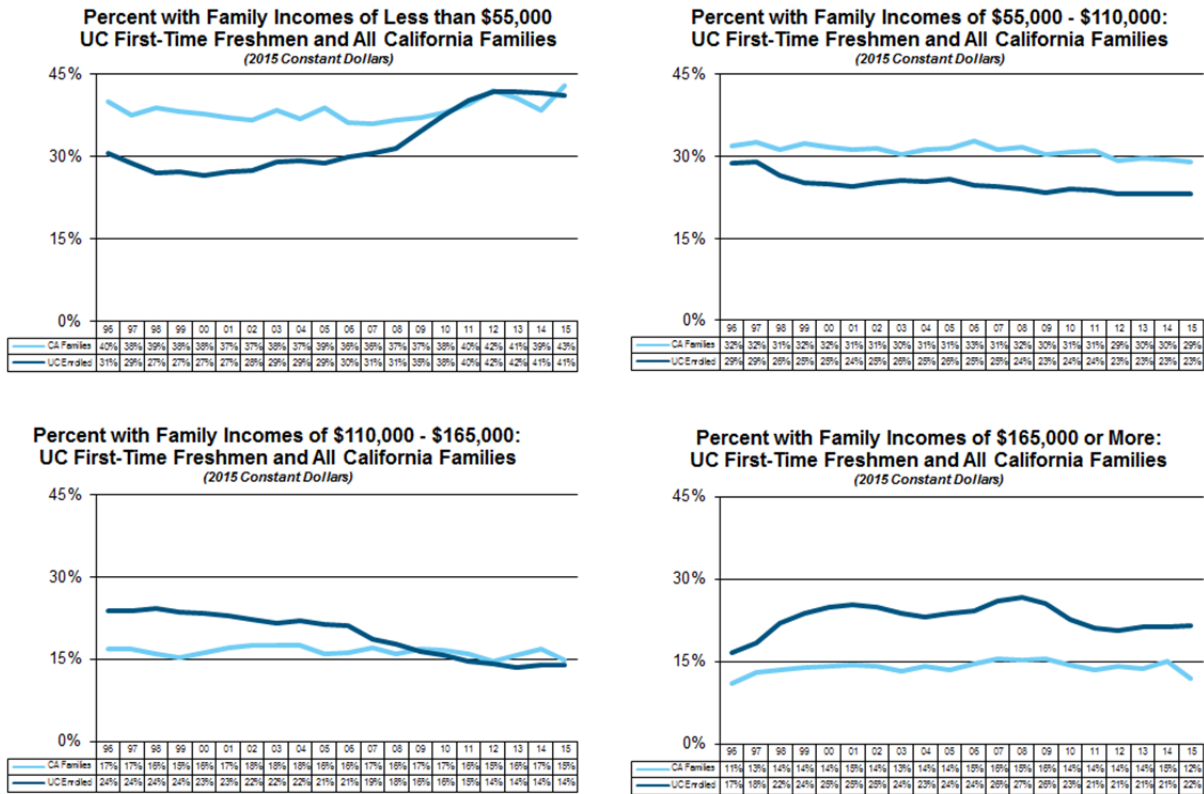 Percent with Family Incomes of Less than $55,000
UC First-Time Freshmen and All California Families
(2015 Constant Dollars)
45%
30%
15%
0%
96 97 98 99 00 01 02 03 04 05 06 07 08 09 10 11 12 13 14 15
CA Families 40% 38% 39% 38% 38% 37% 37% 38% 37% 39% 36% 36% 37% 37% 38% 40% 42% 41% 39% 43%
UC Enrolled 31% 29% 27% 27% 27% 27% 28% 29% 29% 29% 30% 31% 31% 35% 38% 40% 42% 42% 41% 41%
Percent with Family Incomes of $55,000 - $110,000:
UC First-Time Freshmen and All California Families
(2015 Constant Dollars)
45%
30%
15%
0%
96 97 98 99 00 01 02 03 04 05 06 07 08 09 10 11 12 13 14 15
CA Families 32% 32% 31% 32% 32% 31% 31% 30% 31% 31% 33% 31% 32% 30% 31% 31% 29% 30% 30% 29%
UC Enrolled 29% 29% 26% 25% 25% 24% 25% 26% 25% 26% 25% 25% 24% 23% 24% 24% 23% 23% 23% 23%
Percent with Family Incomes of $110,000 - $165,000:
UC First-Time Freshmen and All California Families
(2015 Constant Dollars)
45%
30%
15%
0%
96 97 98 99 00 01 02 03 04 05 06 07 08 09 10 11 12 13 14 15
CA Families 17% 17% 16% 15% 16% 17% 18% 18% 18% 16% 16% 17% 16% 17% 17% 16% 15% 16% 17% 15%
UC Enrolled 24% 24% 24% 24% 23% 23% 22% 22% 22% 21% 21% 19% 18% 16% 16% 15% 14% 14% 14% 14%
Percent with Family Incomes of $165,000 or More:
UC First-Time Freshmen and All California Families
(2015 Constant Dollars)
45%
30%
15%
0%
96 97 98 99 00 01 02 03 04 05 06 07 08 09 10 11 12 13 14 15
CA Families 11% 13% 14% 14% 14% 15% 14% 13% 14% 14% 15% 16% 15% 16% 14% 14% 14% 14% 15% 12%
UC Enrolled 17% 18% 22% 24% 25% 25% 25% 24% 23% 24% 24% 26% 27% 26% 23% 21% 21% 21% 21% 22%